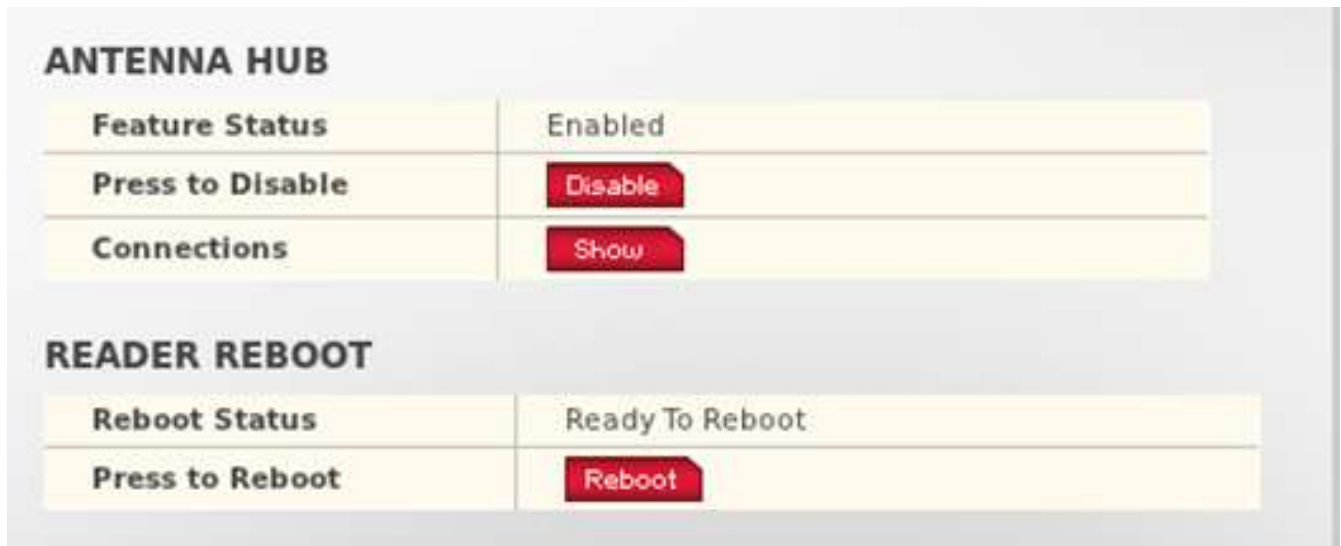 ANTENNA HUB
Feature Status Enabled
Press to Disable Disable
Connections Show
READER REBOOT
Reboot Status Ready To Reboot
Press to Reboot Reboot